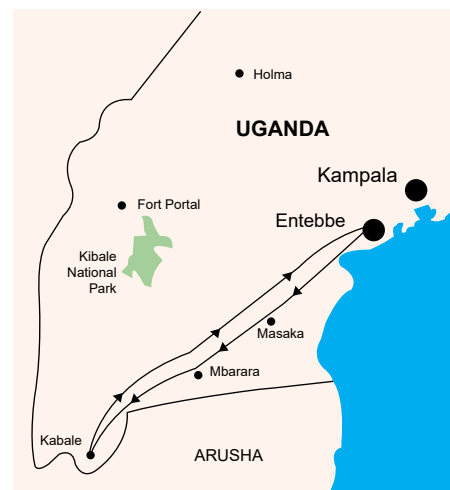 Holma
UGANDA
Kampala
Fort Portal
Entebbe
Kibale
National
Park
Masaka
Mbarara
Kabale
ARUSHA